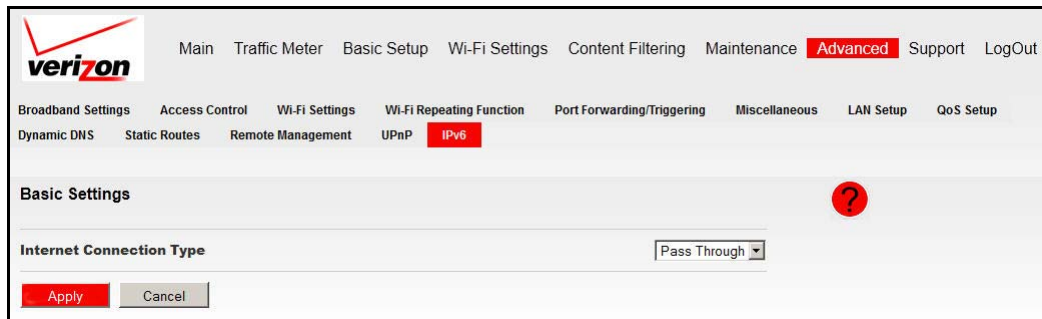 verizon
Main Traffic Meter Basic Setup Wi-Fi Settings Content Filtering Maintenance Advanced Support LogOut
Broadband Settings Access Control Wi-Fi Settings Wi-Fi Repeating Function Port Forwarding/Triggering Miscellaneous LAN Setup QoS Setup
Dynamic DNS Static Routes Remote Management UPnP IPv6
Basic Settings ?
Internet Connection Type Pass Through
Apply Cancel